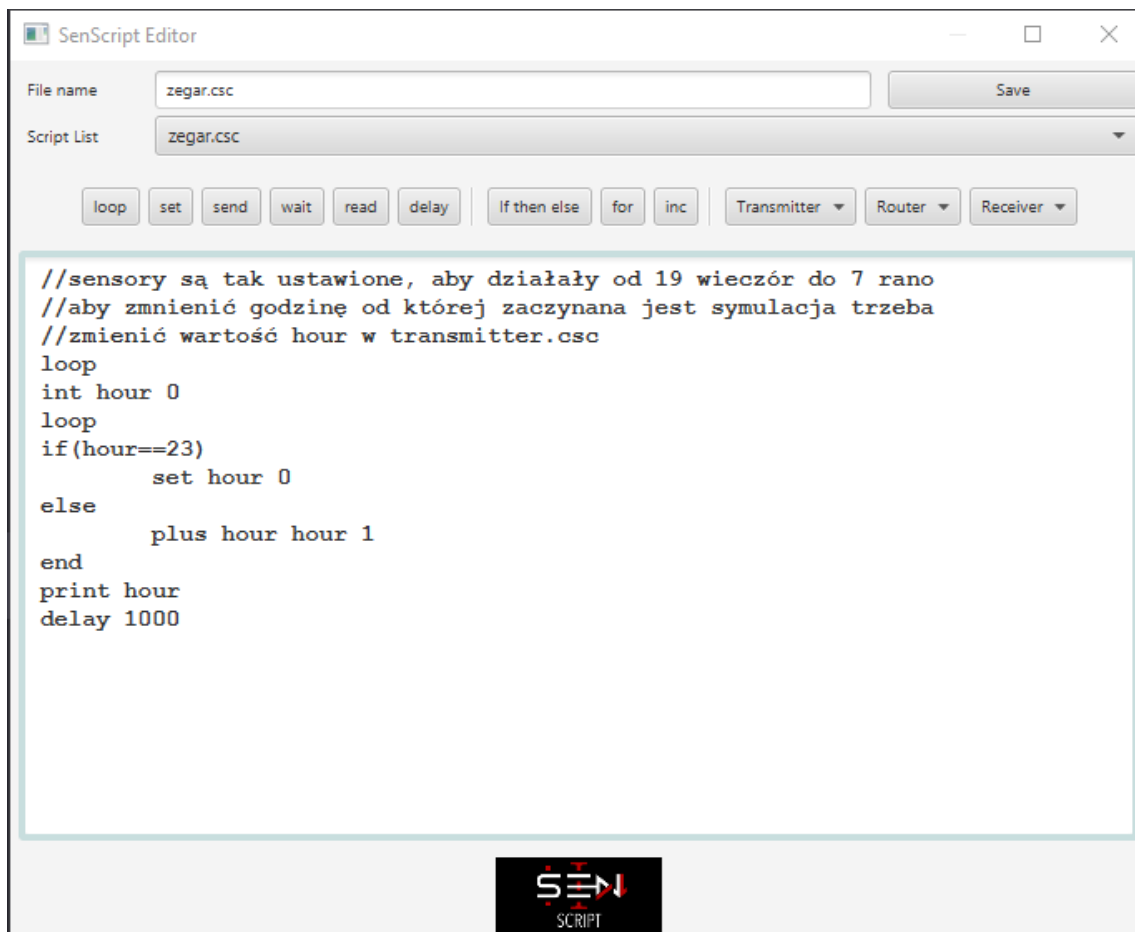 SenScript Editor
File name zegar.csc Save
Script List zegar.csc
loop set send wait read delay If then else for inc Transmitter Router Receiver
//sensory są tak ustawione, aby działały od 19 wieczór do 7 rano
//aby zmnienić godzinę od której zaczynana jest symulacja trzeba
//zmienić wartość hour w transmitter.csc
loop
int hour 0
loop
if(hour==23)
set hour 0
else
plus hour hour 1
end
print hour
delay 1000
SEN
SCRIPT